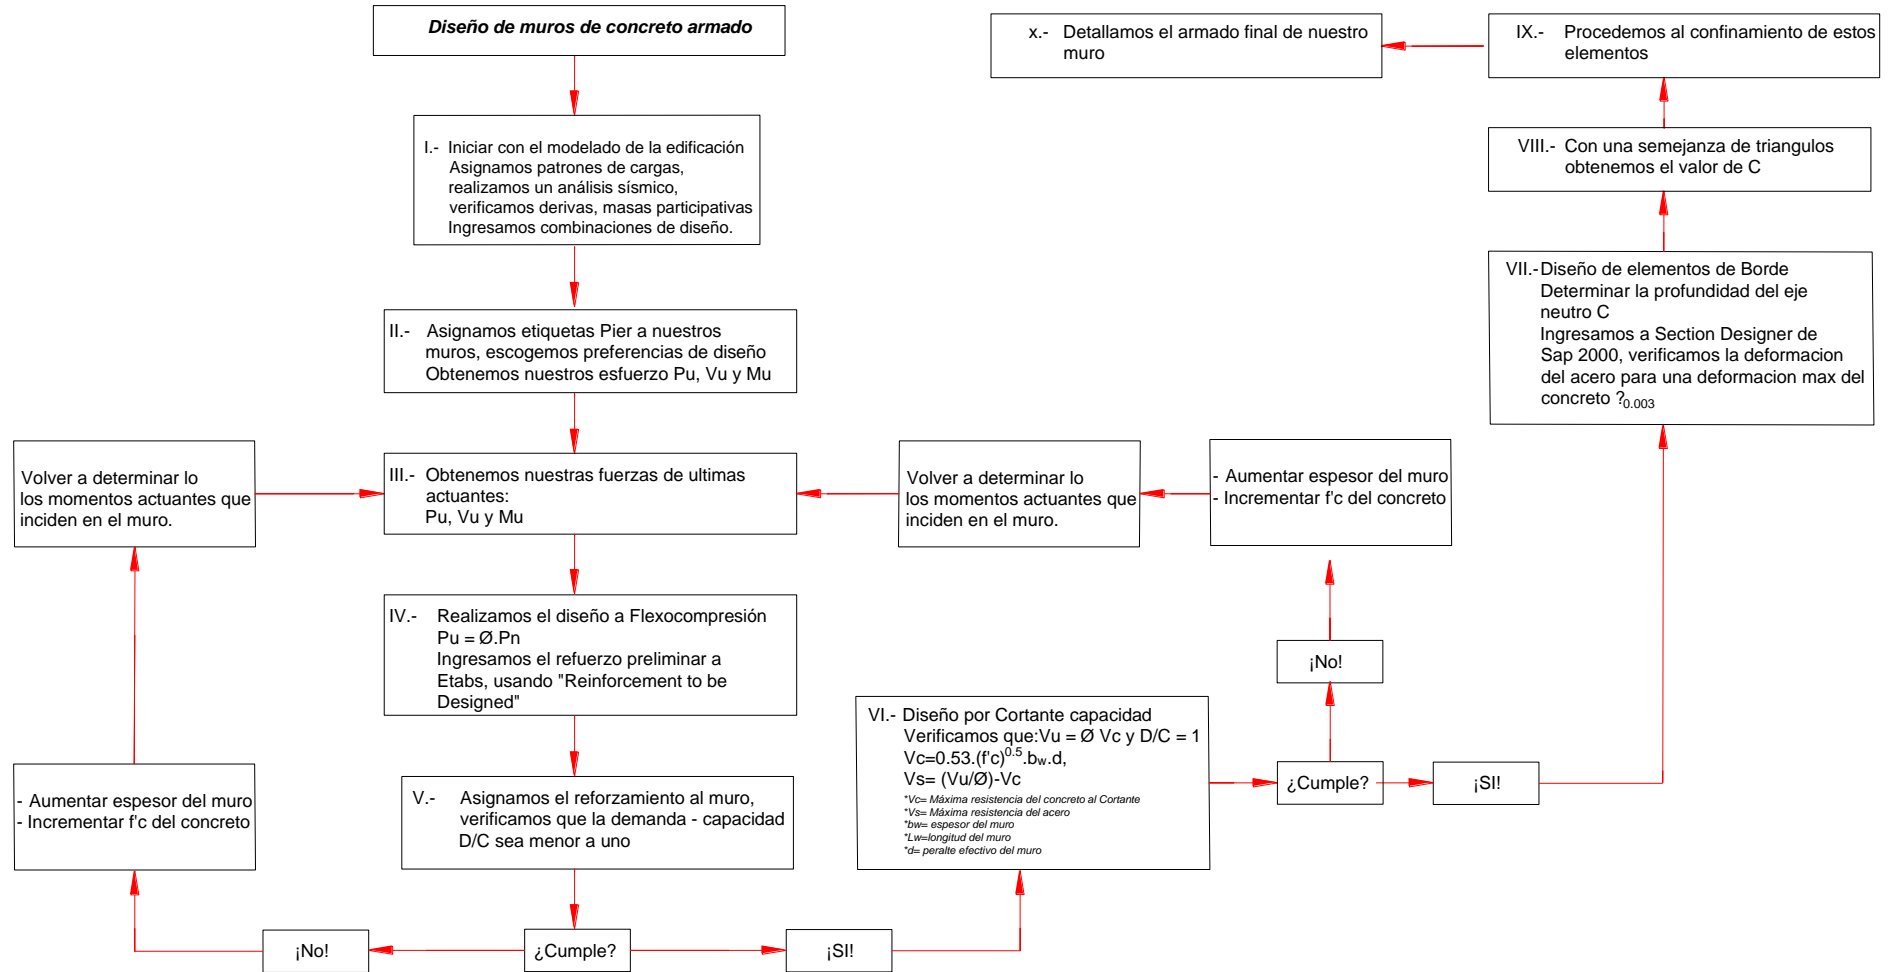 Diseño de muros de concreto armado
I.- Iniciar con el modelado de la edificación
Asignamos patrones de cargas,
realizamos un análisis sísmico,
verificamos derivas, masas participativas
Ingresamos combinaciones de diseño.
II.- Asignamos etiquetas Pier a nuestros
muros, escogemos preferencias de diseño
Obtenemos nuestros esfuerzo Pu, Vu y Mu
III.- Obtenemos nuestras fuerzas de ultimas
actuantes:
Pu, Vu y Mu
IV.- Realizamos el diseño a Flexocompresión
Pu = Ø.Pn
Ingresamos el refuerzo preliminar a
Etabs, usando "Reinforcement to be
Designed"
V.- Asignamos el reforzamiento al muro,
verificamos que la demanda - capacidad
D/C sea menor a uno
¿Cumple?
¡No!
- Aumentar espesor del muro
- Incrementar f'c del concreto
Volver a determinar lo
los momentos actuantes que
inciden en el muro.
¡SI!
VI.- Diseño por Cortante capacidad
Verificamos que:Vu = Ø Vc y D/C = 1
Vc=0.53.(f'c)0.5.bw.d,
Vs= (Vu/Ø)-Vc
*Vc= Máxima resistencia del concreto al Cortante
*Vs= Máxima resistencia del acero
*bw= espesor del muro
*Lw=longitud del muro
*d= peralte efectivo del muro
¿Cumple?
¡No!
- Aumentar espesor del muro
- Incrementar f'c del concreto
Volver a determinar lo
los momentos actuantes que
inciden en el muro.
¡SI!
VII.-Diseño de elementos de Borde
Determinar la profundidad del eje
neutro C
Ingresamos a Section Designer de
Sap 2000, verificamos la deformacion
del acero para una deformacion max del
concreto ?0.003
VIII.- Con una semejanza de triangulos
obtenemos el valor de C
IX.- Procedemos al confinamiento de estos
elementos
x.- Detallamos el armado final de nuestro
muro